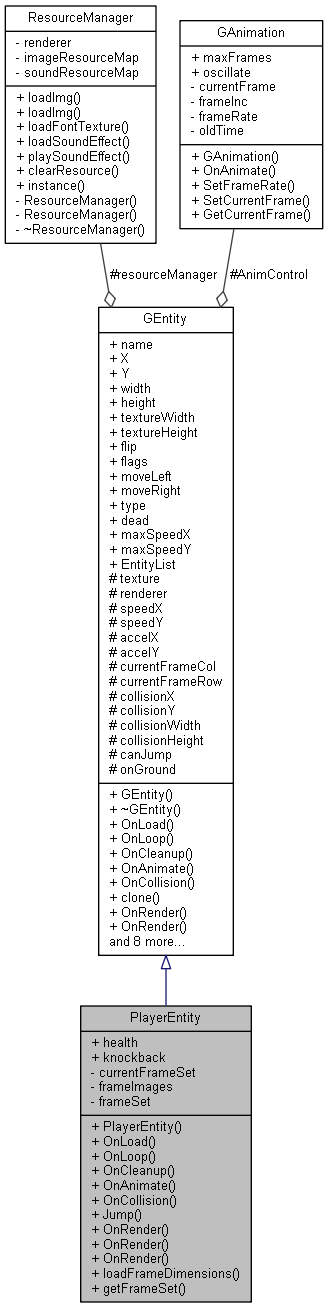 ResourceManager
- renderer
- imageResourceMap
- soundResourceMap
+ loadImg()
+ loadImg()
+ loadFontTexture()
+ loadSoundEffect()
+ playSoundEffect()
+ clearResource()
+ instance()
- ResourceManager()
- ResourceManager()
- ~ResourceManager()
GAnimation
+ maxFrames
+ oscillate
- currentFrame
- frameInc
- frameRate
- oldTime
+ GAnimation()
+ OnAnimate()
+ SetFrameRate()
+ SetCurrentFrame()
+ GetCurrentFrame()
#resourceManager
#AnimControl
GEntity
+ name
+ X
+ Y
+ width
+ height
+ textureWidth
+ textureHeight
+ flip
+ flags
+ moveLeft
+ moveRight
+ type
+ dead
+ maxSpeedX
+ maxSpeedY
+ EntityList
# texture
# renderer
# speedX
# speedY
# accelX
# accelY
# currentFrameCol
# currentFrameRow
# collisionX
# collisionY
# collisionWidth
# collisionHeight
# canJump
# onGround
+ GEntity()
+ ~GEntity()
+ OnLoad()
+ OnLoop()
+ OnCleanup()
+ OnAnimate()
+ OnCollision()
+ clone()
+ OnRender()
+ OnRender()
and 8 more...
PlayerEntity
+ health
+ knockback
- currentFrameSet
- frameImages
- frameSet
+ PlayerEntity()
+ OnLoad()
+ OnLoop()
+ OnCleanup()
+ OnAnimate()
+ OnCollision()
+ Jump()
+ OnRender()
+ OnRender()
+ OnRender()
+ loadFrameDimensions()
+ getFrameSet()